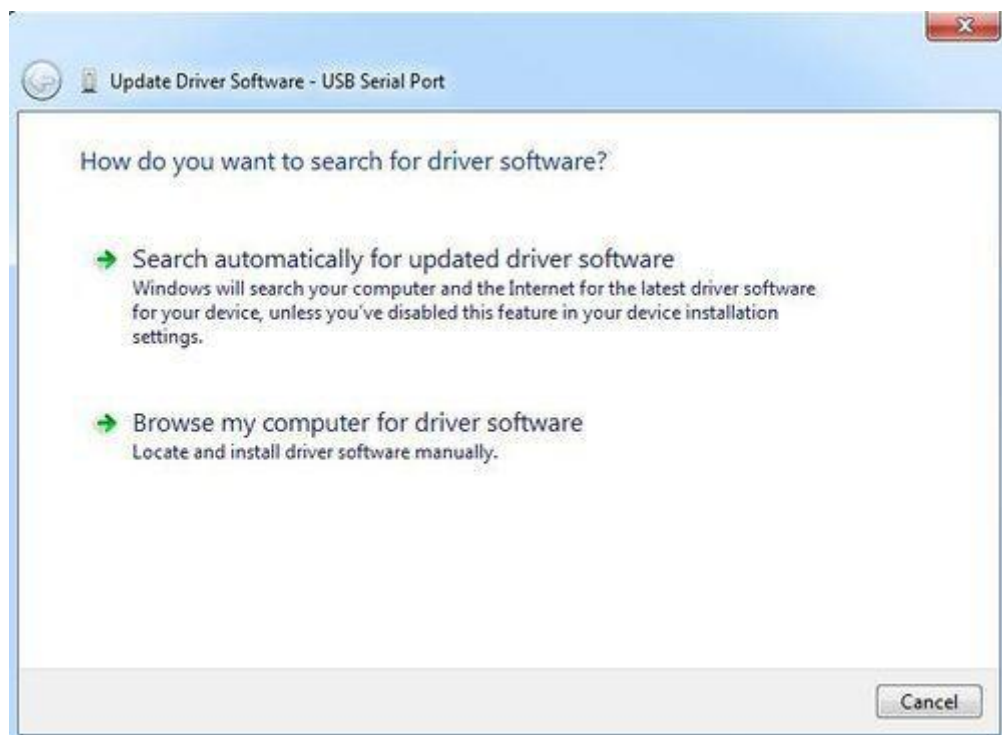 Update Driver Software - USB Serial Port
How do you want to search for driver software?
Search automatically for updated driver software
Windows will search your computer and the Internet for the latest driver software
for your device, unless you've disabled this feature in your device installation
settings.
Browse my computer for driver software
Locate and install driver software manually.
Cancel